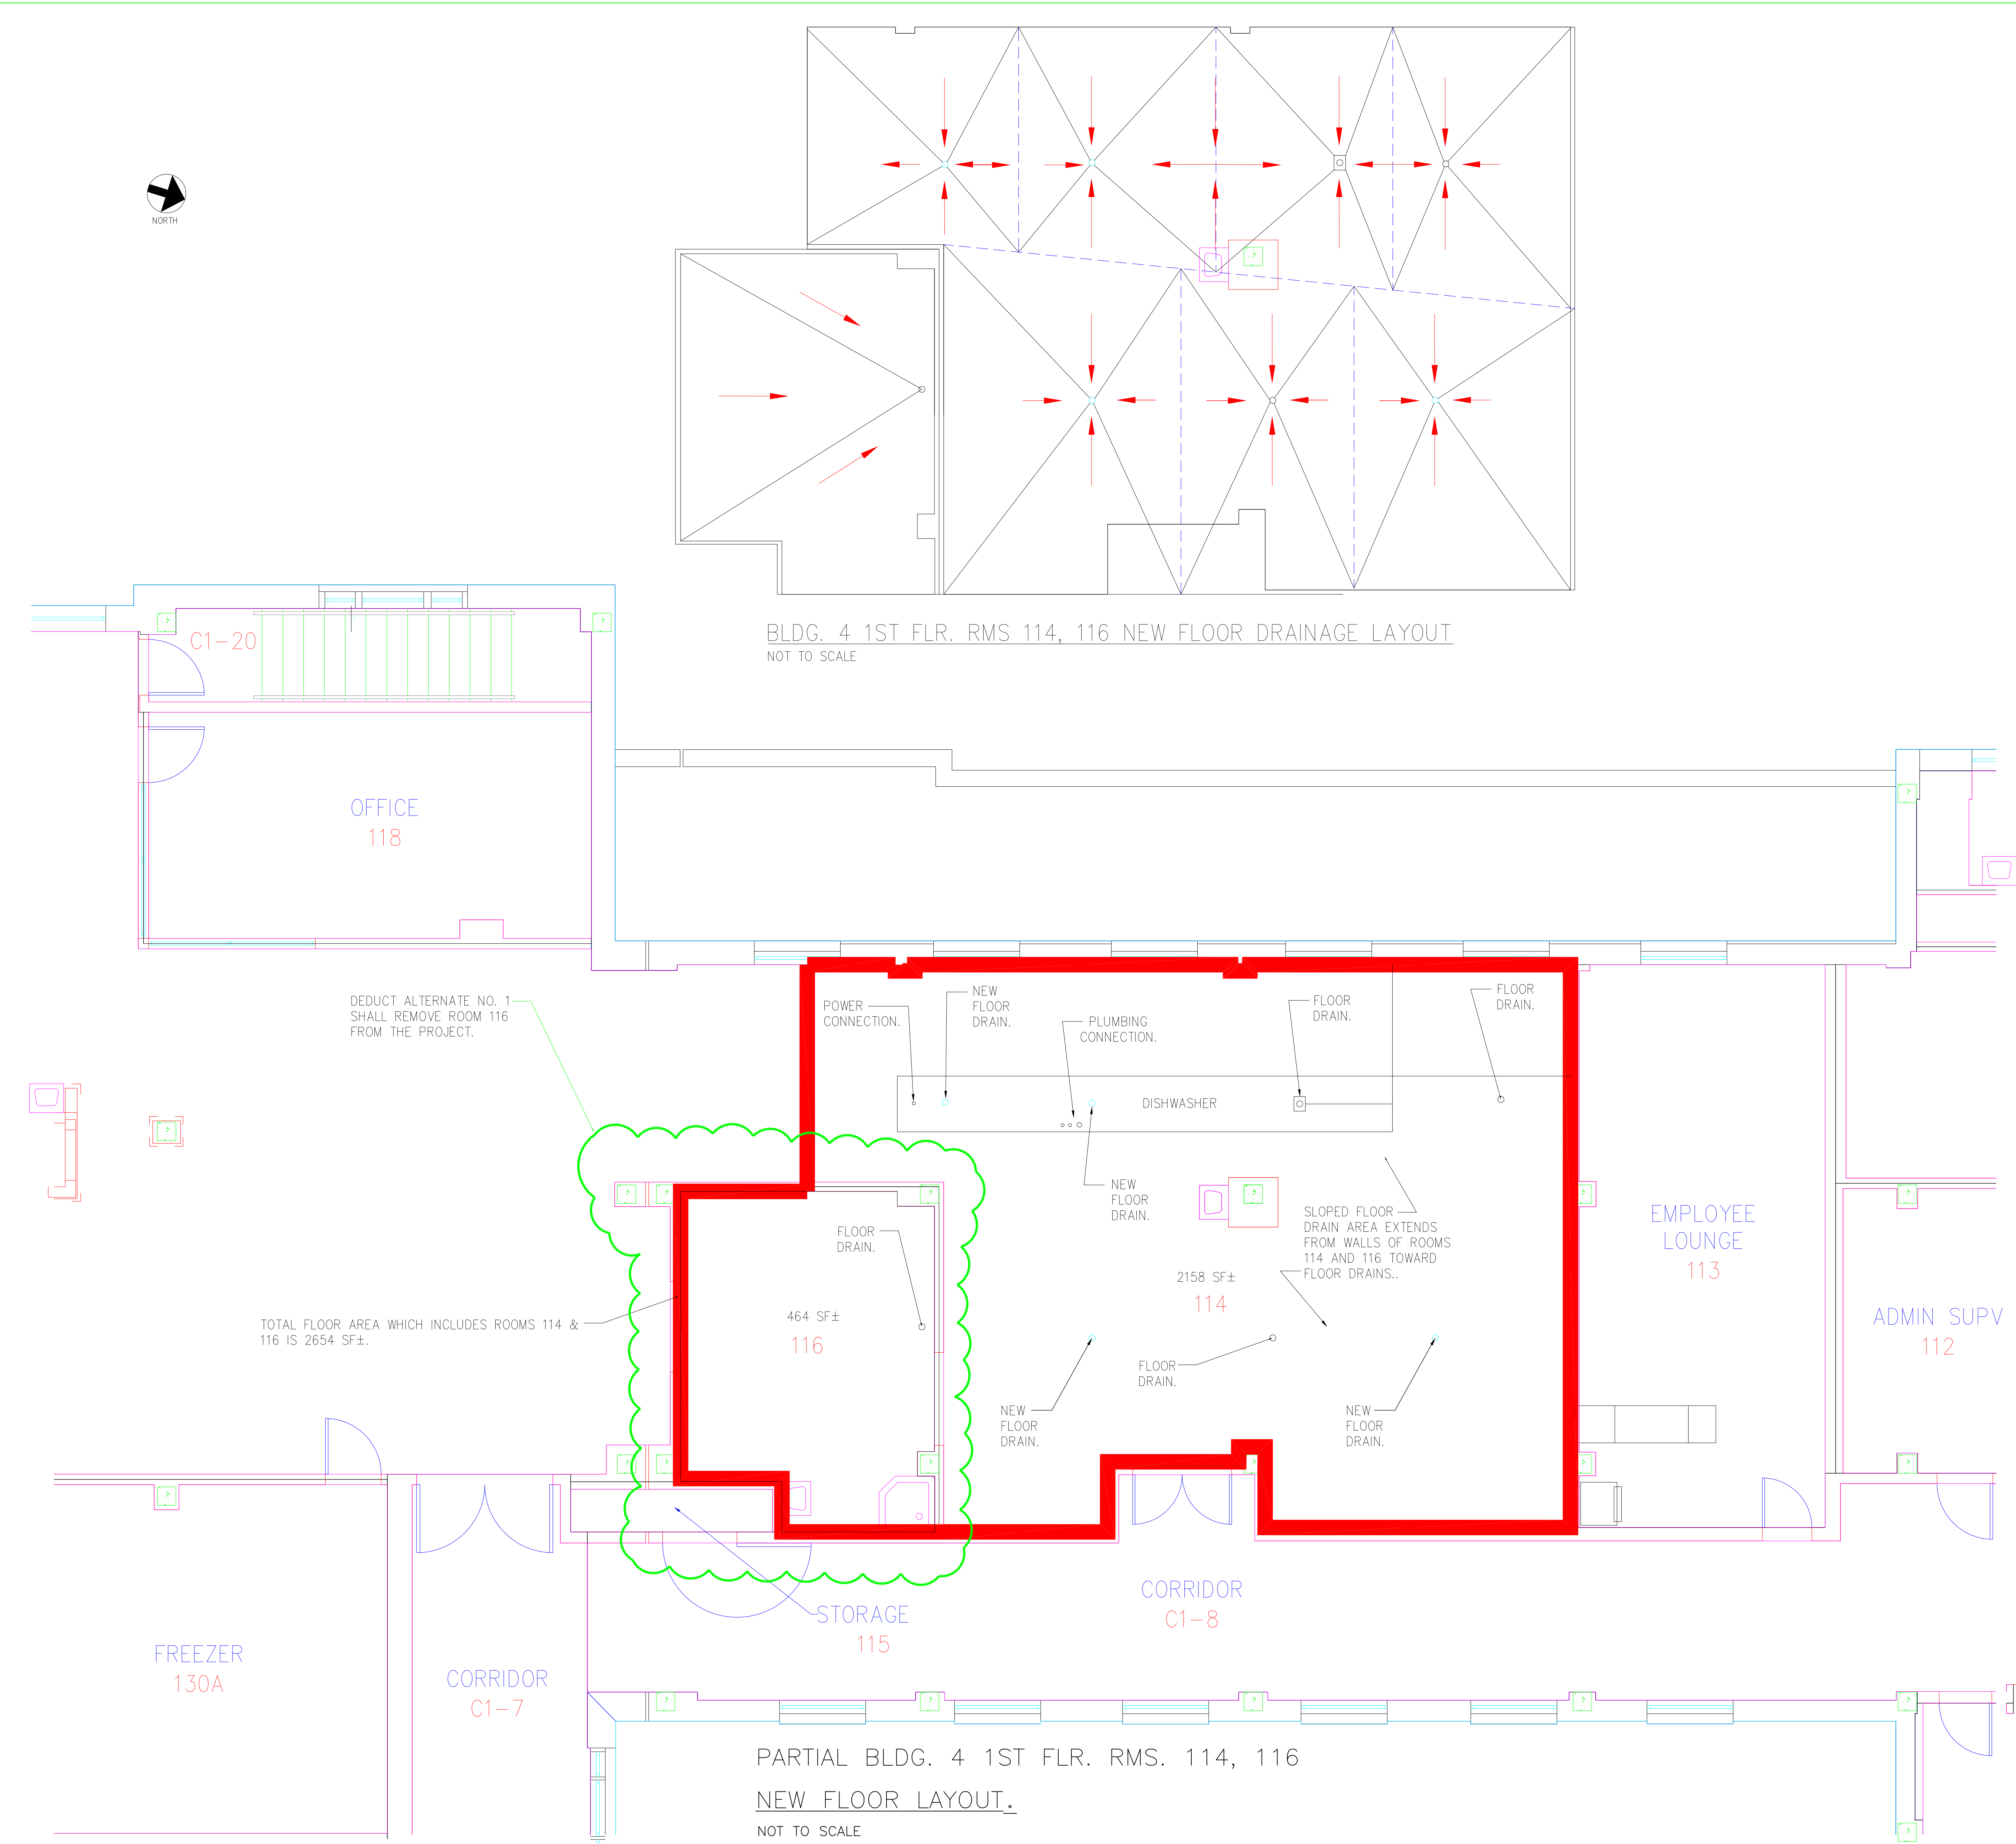 NORTH
BLDG. 4 1ST FLR. RMS 114, 116 NEW FLOOR DRAINAGE LAYOUT
NOT TO SCALE
C1-20
OFFICE
118
DEDUCT ALTERNATE NO. 1
SHALL REMOVE ROOM 116
FROM THE PROJECT.
POWER
CONNECTION.
NEW
FLOOR
DRAIN.
PLUMBING
CONNECTION.
FLOOR
DRAIN.
FLOOR
DRAIN.
DISHWASHER
NEW
FLOOR
DRAIN.
SLOPED FLOOR
DRAIN AREA EXTENDS
FROM WALLS OF ROOMS
114 AND 116 TOWARD
FLOOR DRAINS..
FLOOR
DRAIN.
2158 SF±
114
464 SF±
116
TOTAL FLOOR AREA WHICH INCLUDES ROOMS 114 &
116 IS 2654 SF±.
EMPLOYEE
LOUNGE
113
ADMIN SUPV
112
FLOOR
DRAIN.
NEW
FLOOR
DRAIN.
NEW
FLOOR
DRAIN.
CORRIDOR
C1-8
STORAGE
115
FREEZER
130A
CORRIDOR
C1-7
PARTIAL BLDG. 4 1ST FLR. RMS. 114, 116
NEW FLOOR LAYOUT.
NOT TO SCALE